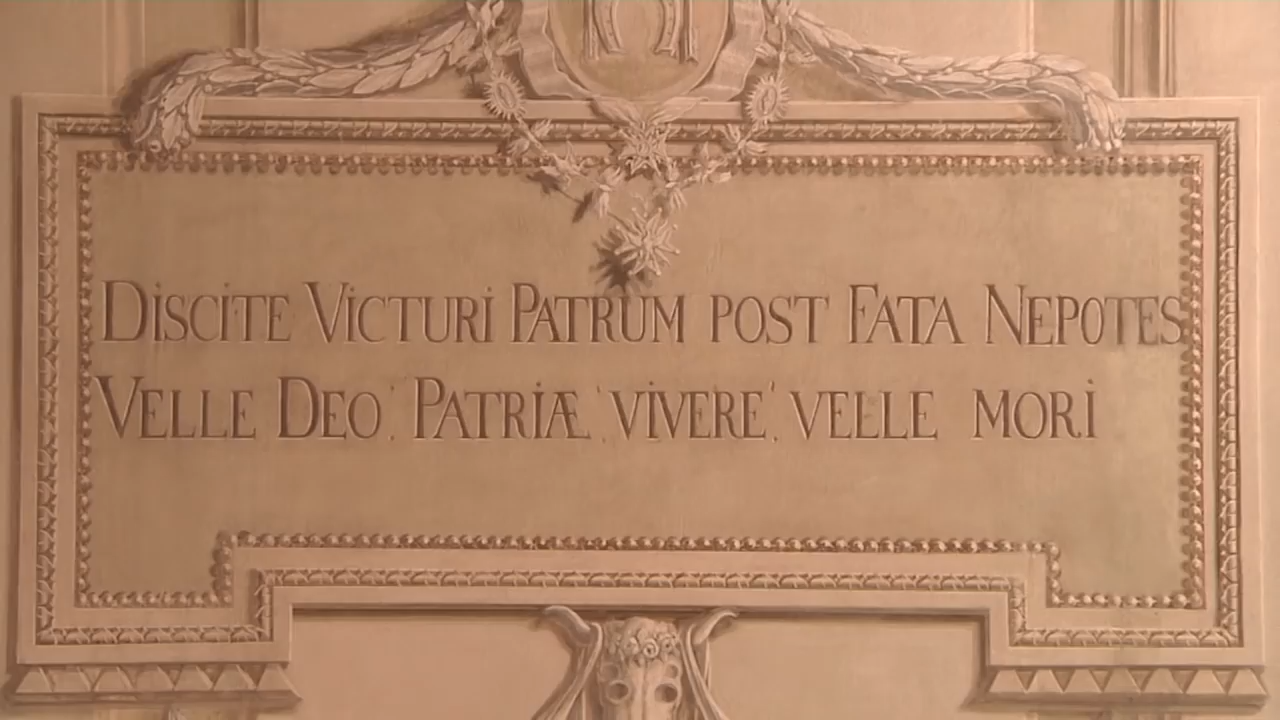 DiSCiTE ViCTURi PATRUM POST FATA NEPOTES
VELLE DEO PATRIÆ VIVERE VELLE MORI